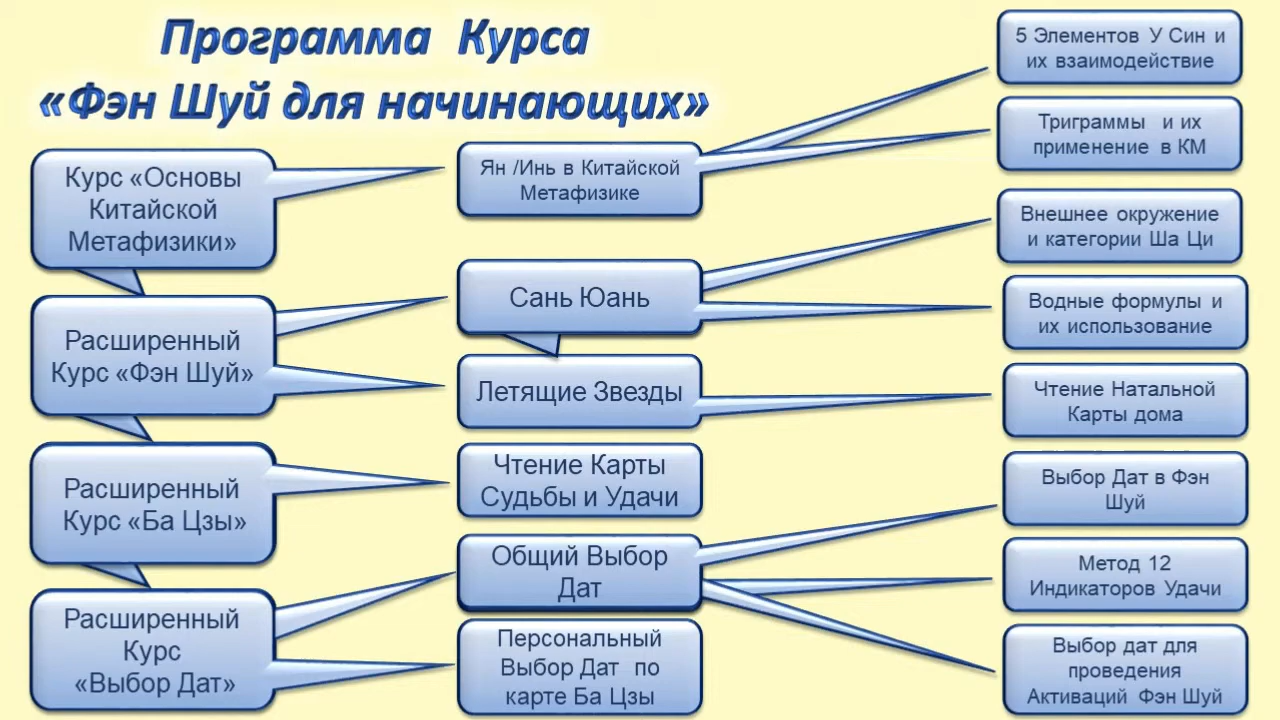 Программа Курса
«Фэн Шуй для начинающих»
Курс «Основы
Китайской
Метафизики»
Расширенный
Курс «Фэн Шуй»
Расширенный
Курс «Ба Цзы»
Расширенный
Курс
«Выбор Дат»
Ян /Инь в Китайской
Метафизике
Сань Юань
Летящие Звезды
Чтение Карты
Судьбы и Удачи
Общий Выбор
Дат
Персональный
Выбор Дат по
карте Ба Цзы
5 Элементов У Син и
их взаимодействие
Триграммы и их
применение в КМ
Внешнее окружение
и категории Ша Ци
Водные формулы и
их использование
Чтение Натальной
Карты дома
Выбор Дат в Фэн
Шуй
Метод 12
Индикаторов Удачи
Выбор дат для
проведения
Активаций Фэн Шуй